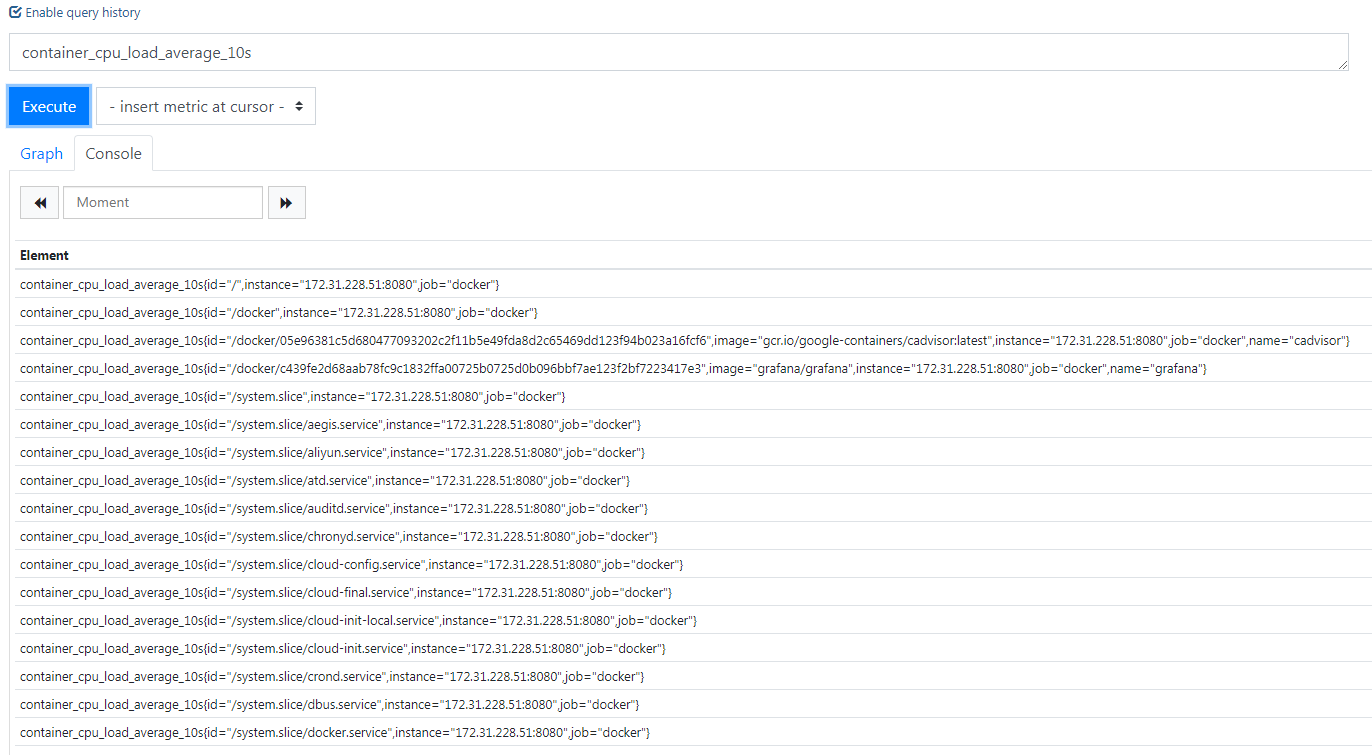 Enable query history
container_cpu_load_average_10s
Execute - insert metric at cursor -
Graph Console
Moment
Element
container_cpu_load_average_10s{id="/",instance="172.31.228.51:8080",job="docker"}
container_cpu_load_average_10s{id="/docker",instance="172.31.228.51:8080",job="docker"}
container_cpu_load_average_10s{id="/docker/05e96381c5d680477093202c2f11b5e49fda8d2c65469dd123f94b023a16fcf6",image="gcr.io/google-containers/cadvisor:latest",instance="172.31.228.51:8080",job="docker",name="cadvisor"}
container_cpu_load_average_10s{id="/docker/c439fe2d68aab78fc9c1832ffa00725b0725d0b096bbf7ae123f2bf7223417e3",image="grafana/grafana",instance="172.31.228.51:8080",job="docker",name="grafana"}
container_cpu_load_average_10s{id="/system.slice",instance="172.31.228.51:8080",job="docker"}
container_cpu_load_average_10s{id="/system.slice/aegis.service",instance="172.31.228.51:8080",job="docker"}
container_cpu_load_average_10s{id="/system.slice/aliyun.service",instance="172.31.228.51:8080",job="docker"}
container_cpu_load_average_10s{id="/system.slice/atd.service",instance="172.31.228.51:8080",job="docker"}
container_cpu_load_average_10s{id="/system.slice/auditd.service",instance="172.31.228.51:8080",job="docker"}
container_cpu_load_average_10s{id="/system.slice/chronyd.service",instance="172.31.228.51:8080",job="docker"}
container_cpu_load_average_10s{id="/system.slice/cloud-config.service",instance="172.31.228.51:8080",job="docker"}
container_cpu_load_average_10s{id="/system.slice/cloud-final.service",instance="172.31.228.51:8080",job="docker"}
container_cpu_load_average_10s{id="/system.slice/cloud-init-local.service",instance="172.31.228.51:8080",job="docker"}
container_cpu_load_average_10s{id="/system.slice/cloud-init.service",instance="172.31.228.51:8080",job="docker"}
container_cpu_load_average_10s{id="/system.slice/crond.service",instance="172.31.228.51:8080",job="docker"}
container_cpu_load_average_10s{id="/system.slice/dbus.service",instance="172.31.228.51:8080",job="docker"}
container_cpu_load_average_10s{id="/system.slice/docker.service",instance="172.31.228.51:8080",job="docker"}